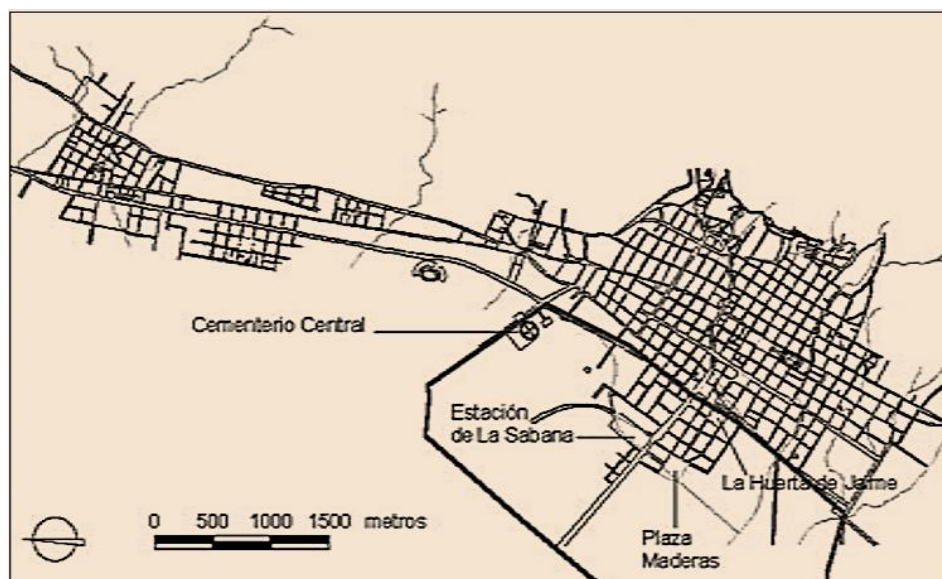 Cementerio Central
Estación
de La Sabana
La Huerta de Jaime
0 500 1000 1500 metros
Plaza
Maderas